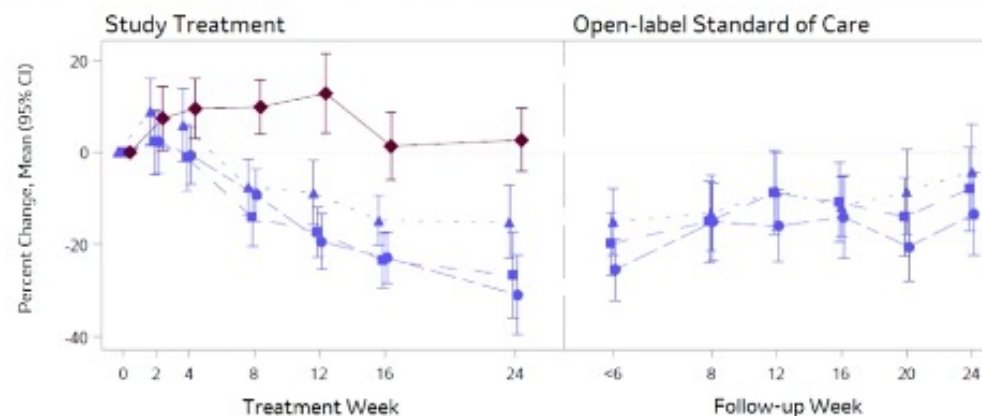 Study Treatment
Open-label Standard of Care
Percent Change, Mean (95% CI)
20
0
-20
-40
0 2 4 8 12 16 24
<6 8 12 16 20 24
Treatment Week
Follow-up Week